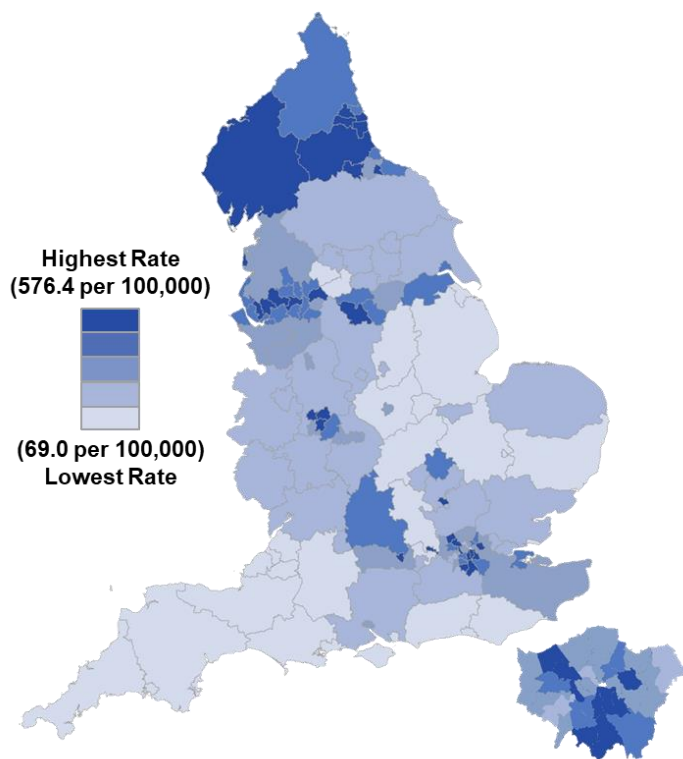 Highest Rate
(576.4 per 100,000)
(69.0 per 100,000)
Lowest Rate